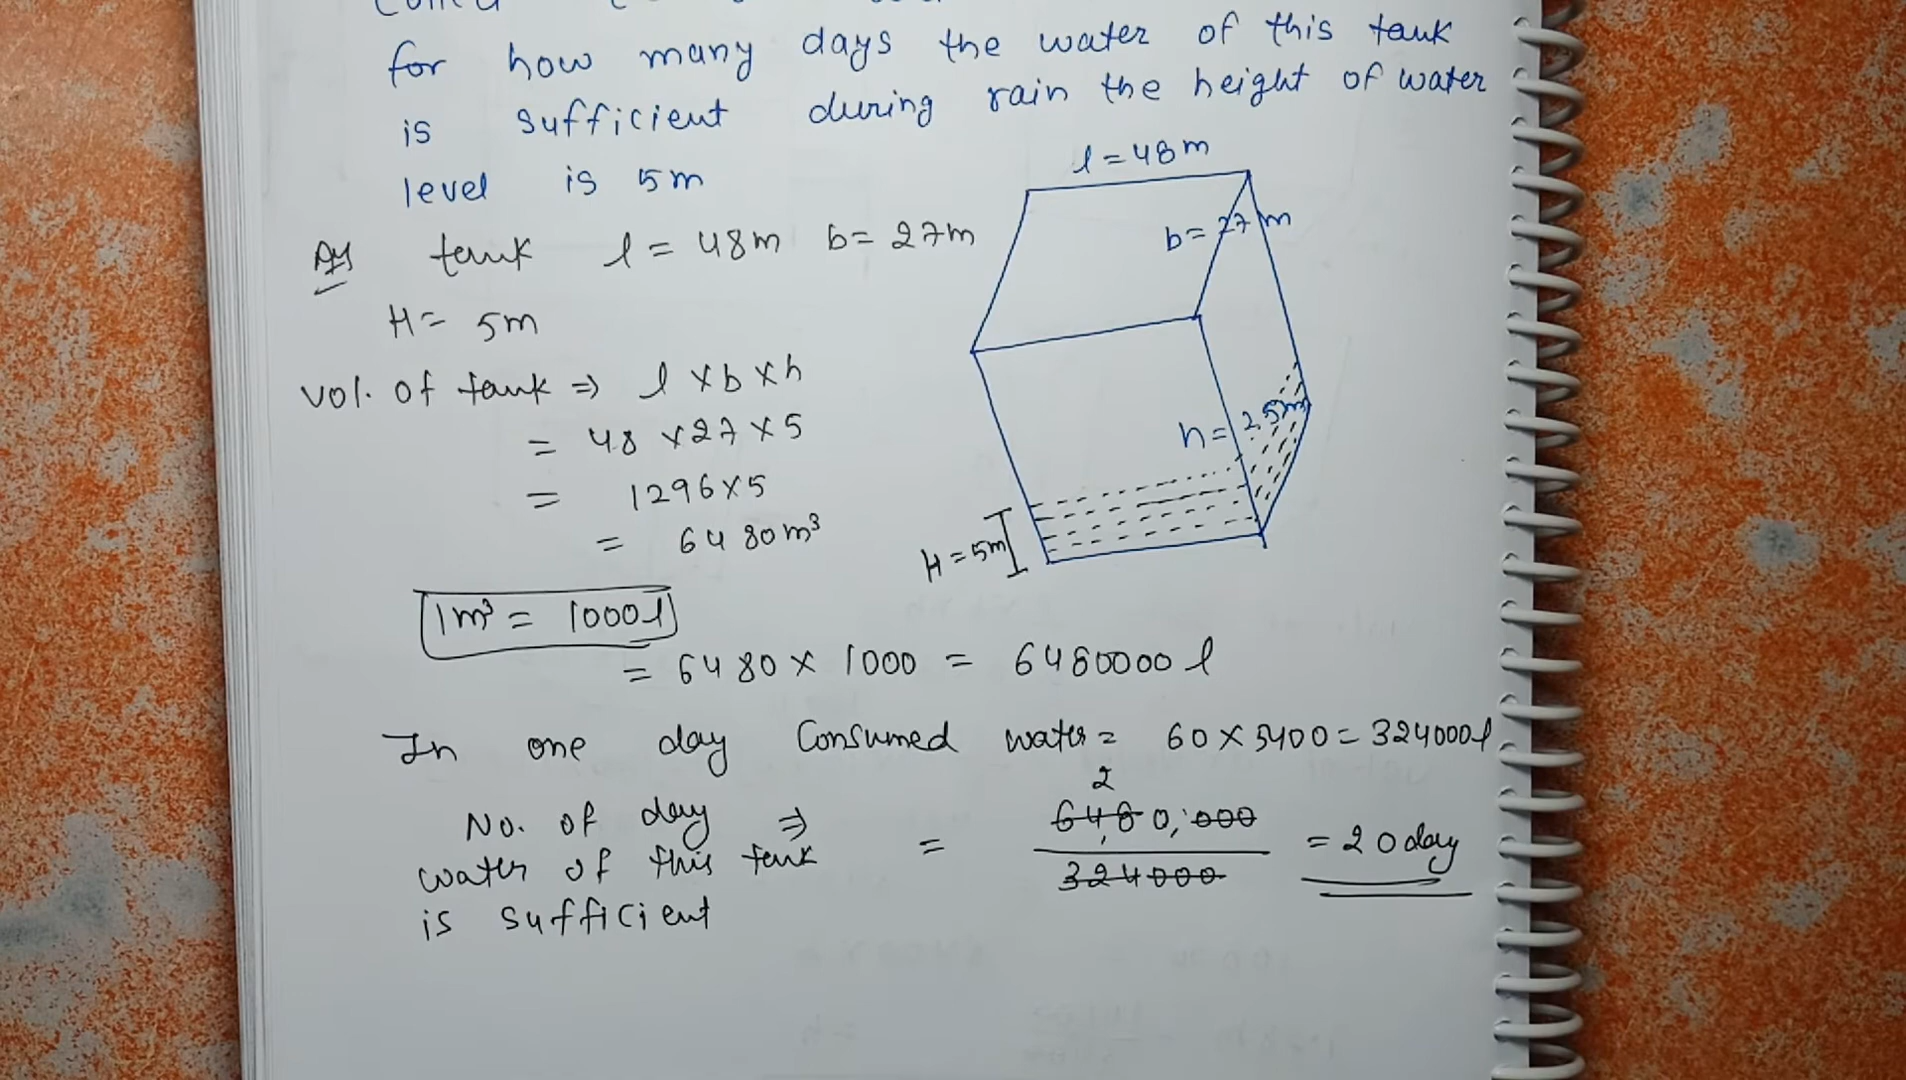 for how many days the water of this tank
is sufficient during rain the height of water
level is 5m
l = 48m
b = 27m
h = 2.5m
H = 5m
tank l = 48m b = 27m
H = 5m
vol. of tank ⇒ l × b × h
= 48 × 27 × 5
= 1296 × 5
= 6480 m³
1m³ = 1000 l
= 6480 × 1000 = 6480000 l
In one day Consumed water = 60 × 5400 = 324000 l
2
No. of day ⇒
water of this tank
is sufficient
= 6480,000
324000
= 20 day